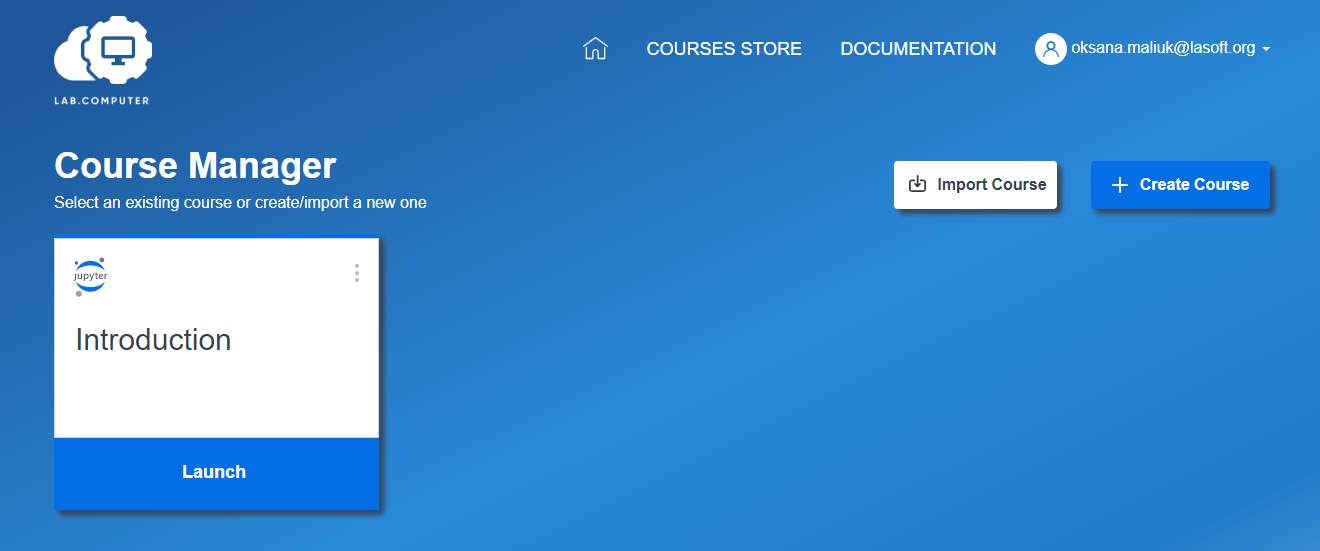 LAB.COMPUTER
COURSES STORE
DOCUMENTATION
oksana.maliuk@lasoft.org
Course Manager
Select an existing course or create/import a new one
Import Course
Create Course
jupyter
Introduction
Launch